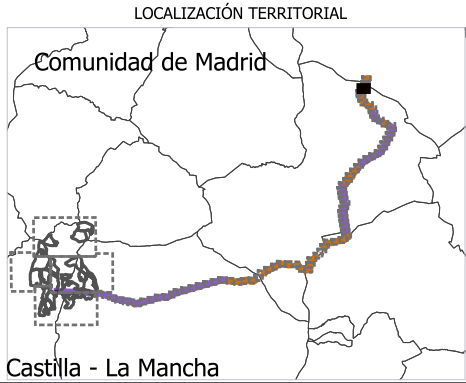 LOCALIZACIÓN TERRITORIAL
Comunidad de Madrid
Castilla - La Mancha